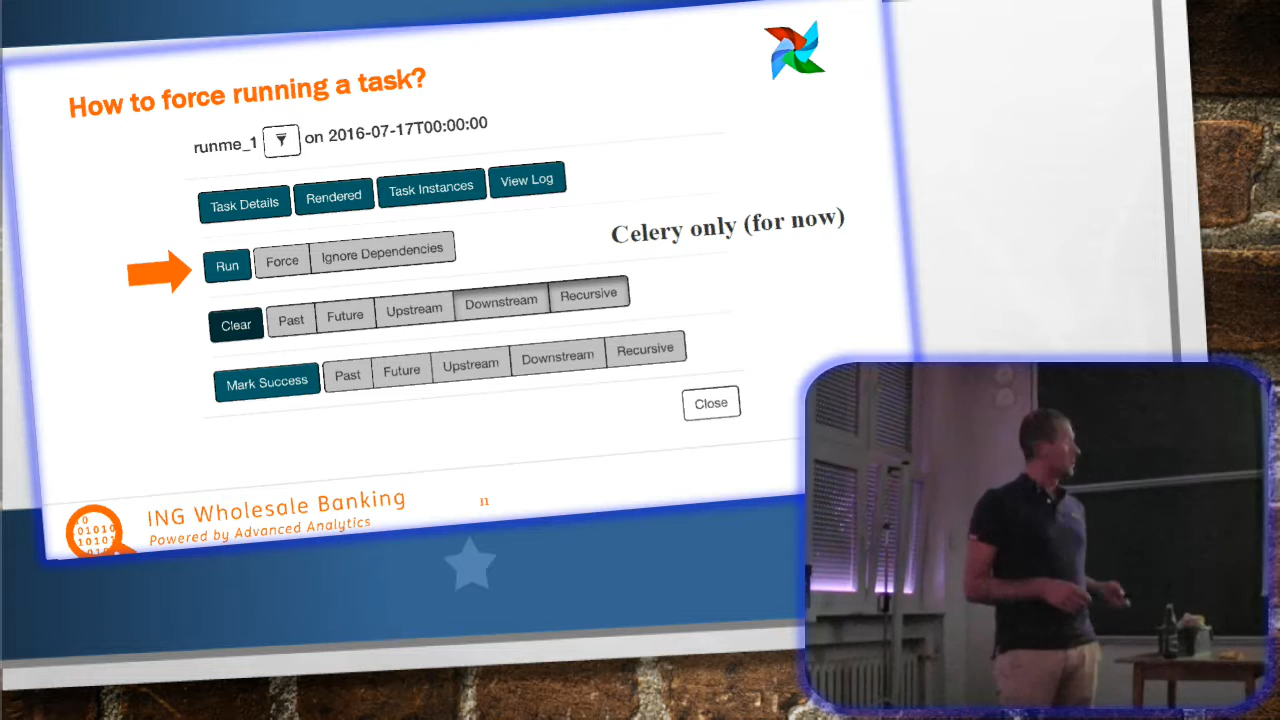 How to force running a task?
runme_1 on 2016-07-17T00:00:00
Task Details Rendered Task Instances View Log
Celery only (for now)
Run Force Ignore Dependencies
Clear Past Future Upstream Downstream Recursive
Mark Success Past Future Upstream Downstream Recursive
Close
ING Wholesale Banking
Powered by Advanced Analytics
11